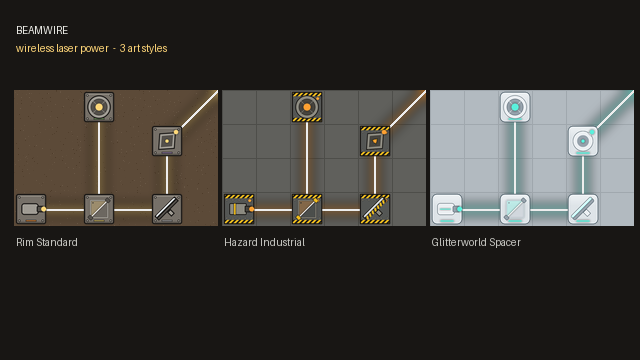 BEAMWIRE
wireless laser power - 3 art styles
Rim Standard
Hazard Industrial
Glitterworld Spacer